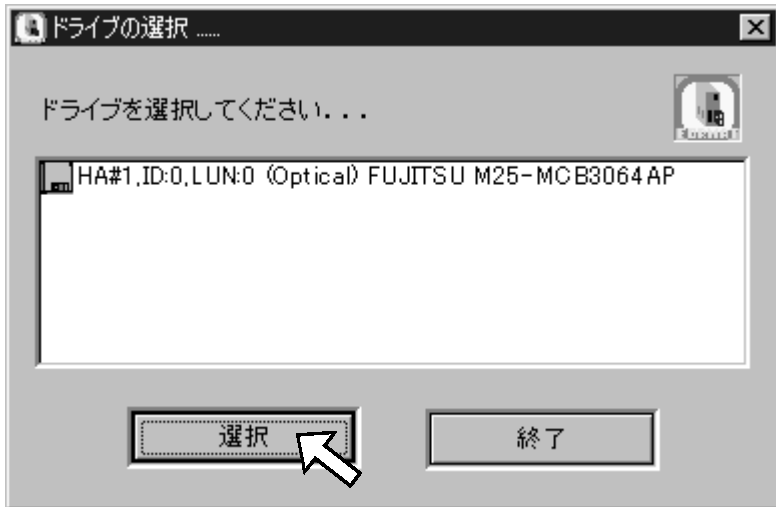 ドライブの選択 ......
ドライブを選択してください・・・
HA#1,ID:0,LUN:0 (Optical) FUJITSU M25-MCB3064AP
選択
終了